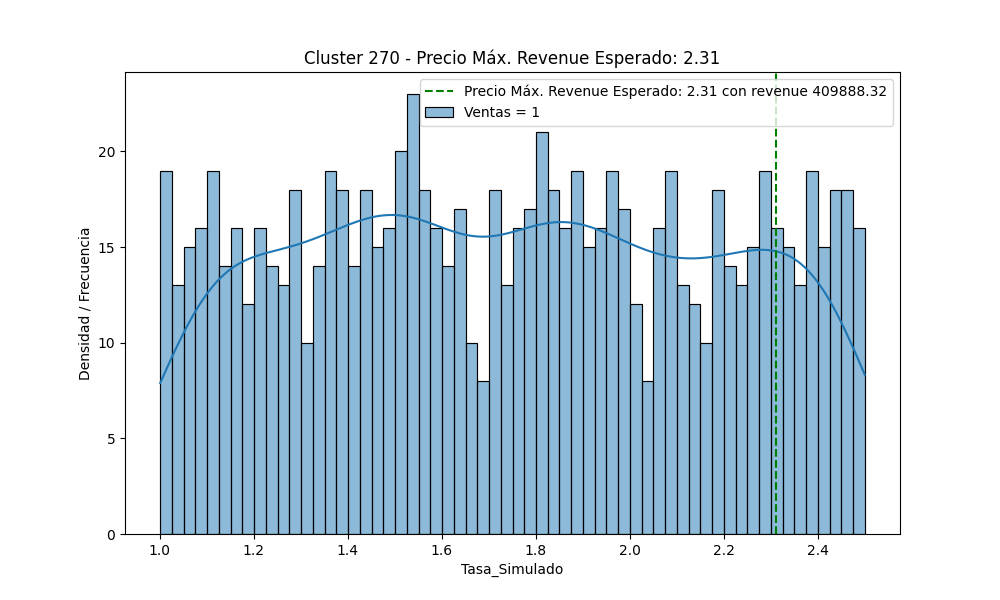 Cluster 270 - Precio Máx. Revenue Esperado: 2.31
Precio Máx. Revenue Esperado: 2.31 con revenue 409888.32
Ventas = 1
Densidad / Frecuencia
20
15
10
5
0
1.0 1.2 1.4 1.6 1.8 2.0 2.2 2.4
Tasa_Simulado